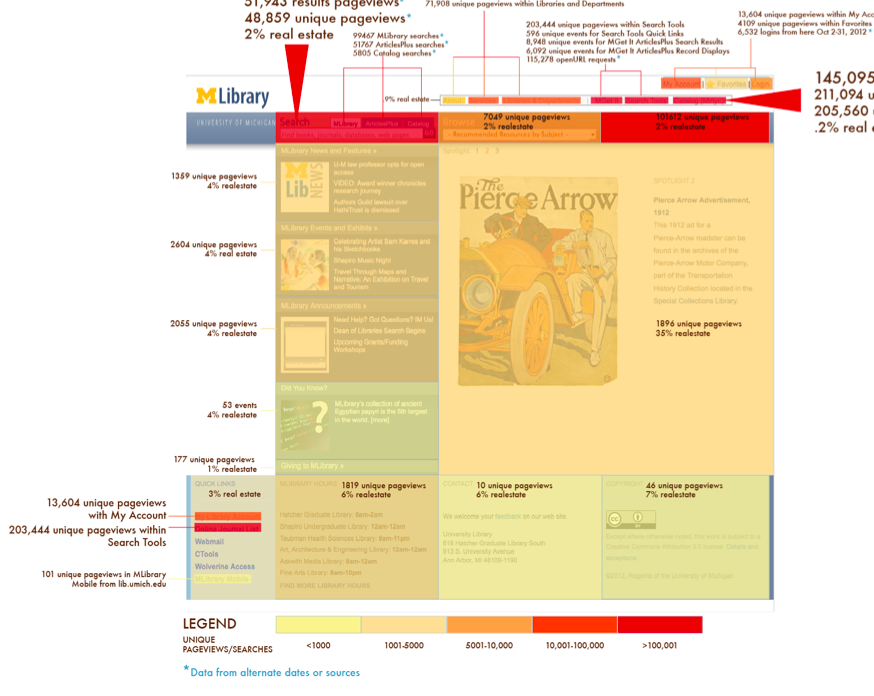 51,943 results pageviews*
48,859 unique pageviews*
2% real estate
99467 MLibrary searches*
51767 ArticlesPlus searches*
5805 Catalog searches*
71,908 unique pageviews within Libraries and Departments
203,444 unique pageviews within Search Tools
596 unique events for Search Tools Quick Links
8,948 unique events for MGet It ArticlesPlus Search Results
6,092 unique events for MGet It ArticlesPlus Record Displays
115,278 openURL requests*
13,604 unique pageviews within My Acco
4109 unique pageviews within Favorites
6,532 logins from here Oct 2-31, 2012*
145,095
211,094 u
205,560
.2% real e
My Account | Favorites | Login
MLibrary
.9% real estate
About
MGet It
Search Tools
UNIVERSITY OF MICHIGAN
Search
MLibrary ArticlesPlus Catalog
Find books, journals, databases, web pages
GO
Browse
7049 unique pageviews
2% realestate
- Recommended Resources by Subject -
101612 unique pageviews
2% realestate
MLibrary News and Features »
M Lib NEWS
U-M law professor opts for open access
VIDEO: Award winner chronicles research journey
Authors Guild lawsuit over HathiTrust is dismissed
1359 unique pageviews
4% realestate
MLibrary Events and Exhibits »
Celebrating Artist Sam Karres and his Sketchbooks
Shapiro Music Night
Travel Through Maps and Narrative: An Exhibition on Travel and Tourism
2604 unique pageviews
4% real estate
MLibrary Announcements »
Need Help? Got Questions? IM Us!
Dean of Libraries Search Begins
Upcoming Grants/Funding Workshops
2055 unique pageviews
4% realestate
Did You Know?
MLibrary's collection of ancient Egyptian papyri is the 5th largest in the world. [more]
53 events
4% realestate
177 unique pageviews
1% realestate
Giving to MLibrary »
Spotlight: 1 2 3
The Pierce Arrow
SPOTLIGHT 2
Pierce Arrow Advertisement,
1912
This 1912 ad for a
Pierce-Arrow roadster can be
found in the archives of the
Pierce-Arrow Motor Company,
part of the Transportation
History Collection located in the
Special Collections Library.
1896 unique pageviews
35% realestate
QUICK LINKS
3% real estate
13,604 unique pageviews
with My Account
203,444 unique pageviews within
Search Tools
Online Journal List
Webmail
CTools
Wolverine Access
MLibrary Mobile
101 unique pageviews in MLibrary
Mobile from lib.umich.edu
MLIBRARY HOURS
1819 unique pageviews
6% realestate
Hatcher Graduate Library: 8am-2am
Shapiro Undergraduate Library: 12am-12am
Taubman Health Sciences Library: 8am-11pm
Art, Architecture & Engineering Library: 12am-12am
Askwith Media Library: 8am-12am
Fine Arts Library: 8am-10pm
FIND MORE LIBRARY HOURS
CONTACT
10 unique pageviews
6% realestate
We welcome your feedback on our web site.
University Library
818 Hatcher Graduate Library South
913 S. University Avenue
Ann Arbor, MI 48109-1190
COPYRIGHT
46 unique pageviews
7% realestate
cc BY
Except where otherwise noted, this work is subject to a
Creative Commons Attribution 3.0 license. Details and
exceptions.
©2012, Regents of the University of Michigan
LEGEND
UNIQUE
PAGEVIEWS/SEARCHES
<1000
1001-5000
5001-10,000
10,001-100,000
>100,001
*Data from alternate dates or sources